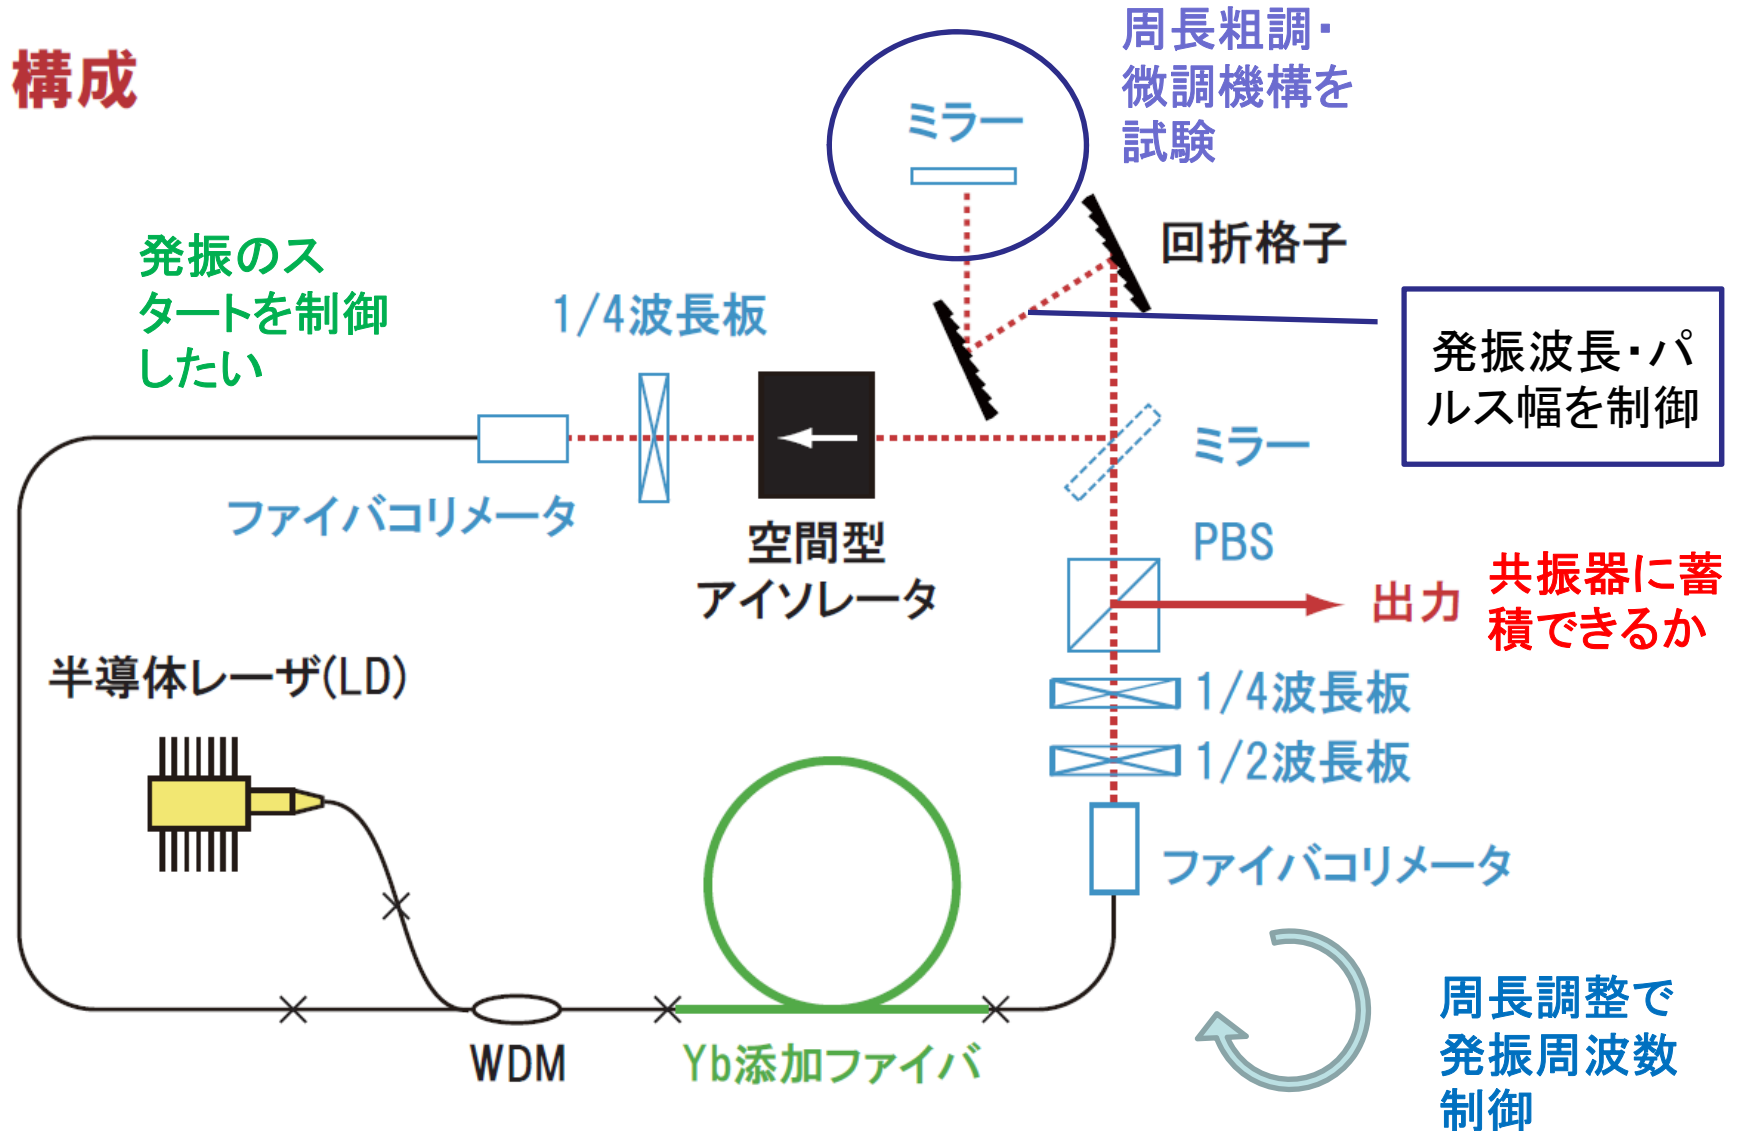 構成
周長粗調・
微調機構を
試験
ミラー
回折格子
発振のス
タートを制御
したい
1/4波長板
発振波長・パ
ルス幅を制御
ミラー
ファイバコリメータ
空間型
アイソレータ
PBS
出力
共振器に蓄
積できるか
半導体レーザ(LD)
1/4波長板
1/2波長板
ファイバコリメータ
WDM
Yb添加ファイバ
周長調整で
発振周波数
制御